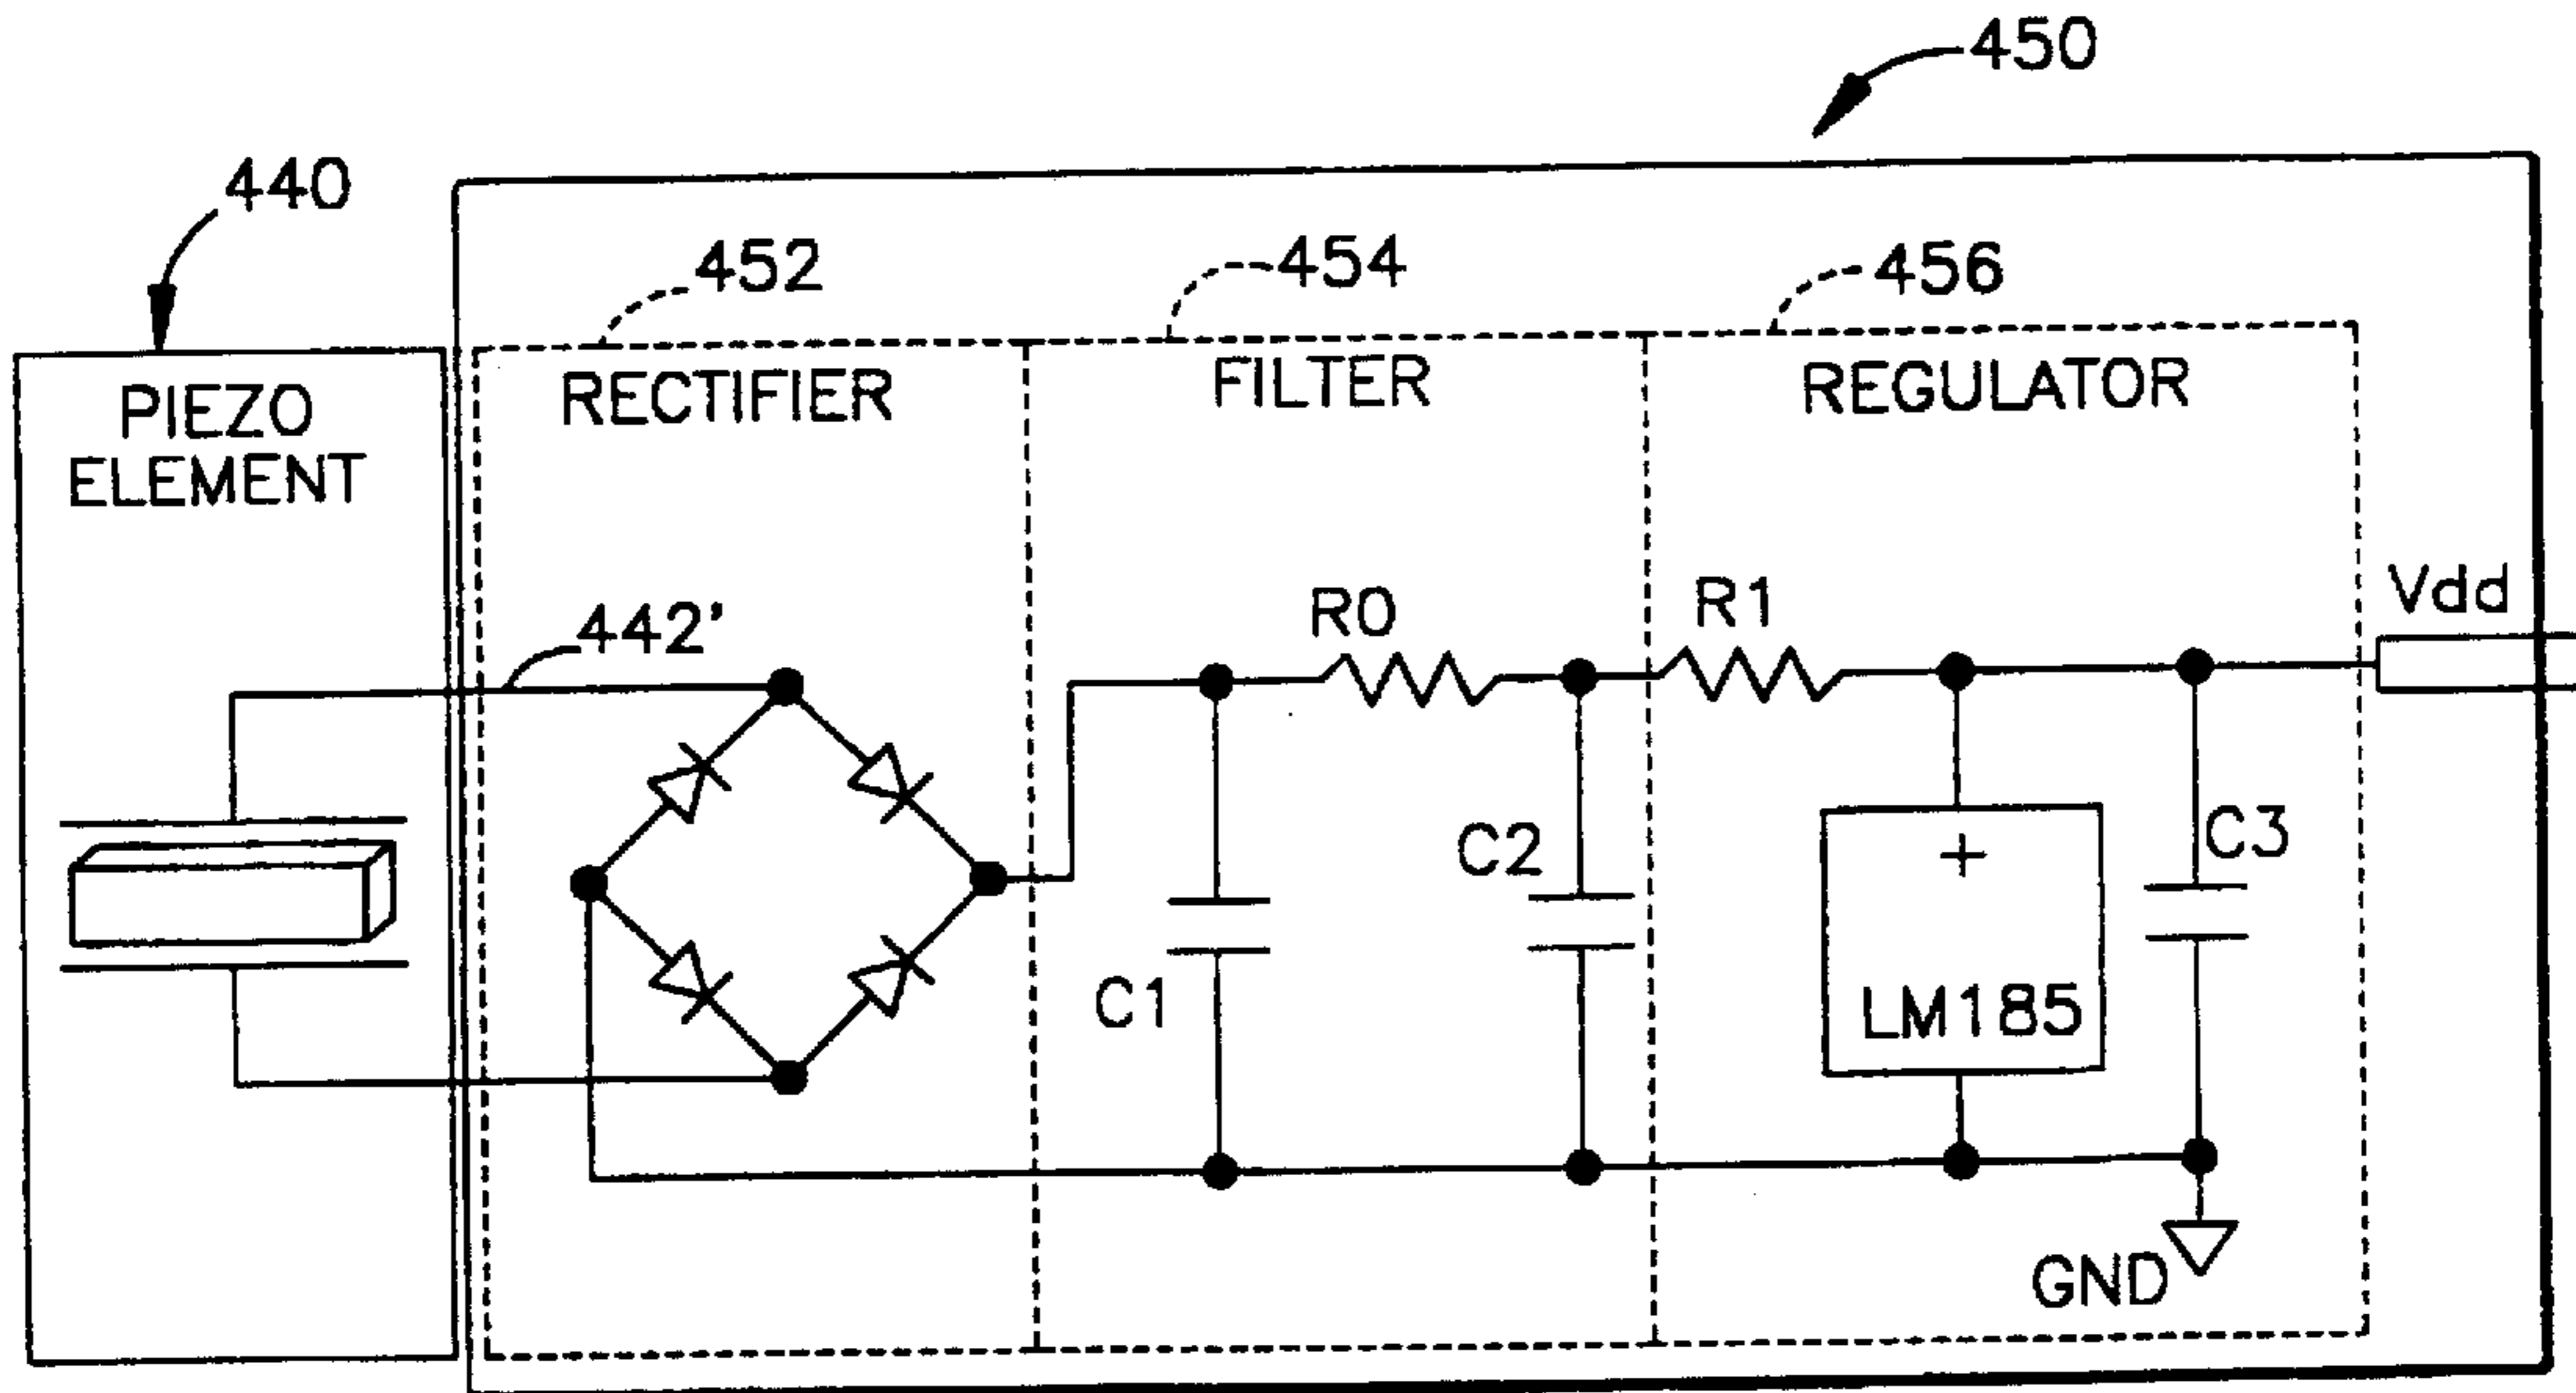 450
440
452
454
456
PIEZO
ELEMENT
RECTIFIER
FILTER
REGULATOR
442'
R0
R1
Vdd
C1
C2
+
LM185
C3
GND